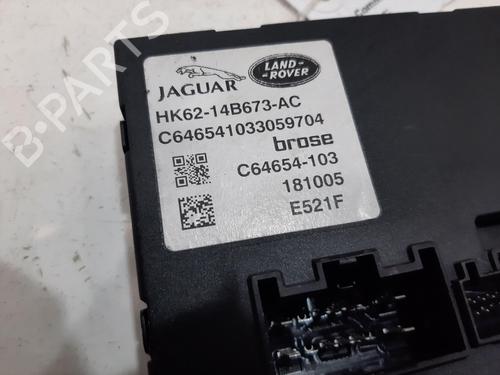 B-PARTS
JAGUAR
LAND-
ROVER
HK62-14B673-AC
C646541033059704
brose
C64654-103
181005
E521F